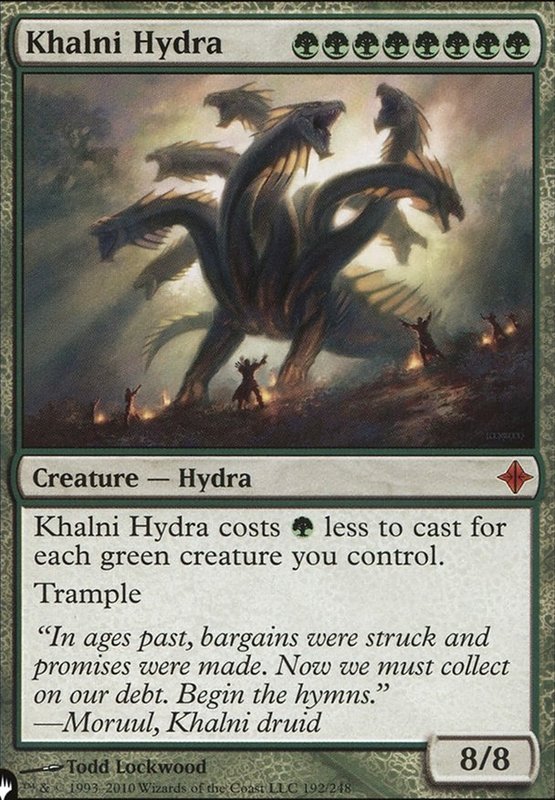 Khalni Hydra
Creature — Hydra
Khalni Hydra costs less to cast for
each green creature you control.
Trample
“In ages past, bargains were struck and
promises were made. Now we must collect
on our debt. Begin the hymns.”
—Moruul, Khalni druid
8/8
Todd Lockwood
™ & © 1993–2010 Wizards of the Coast LLC 192/248